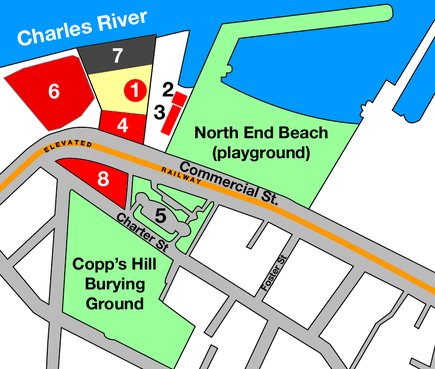 Charles River
7
6
1
2
3
4
North End Beach
(playground)
ELEVATED
RAILWAY
Commercial St.
8
5
Charter St
Copp's Hill
Burying
Ground
Foster St